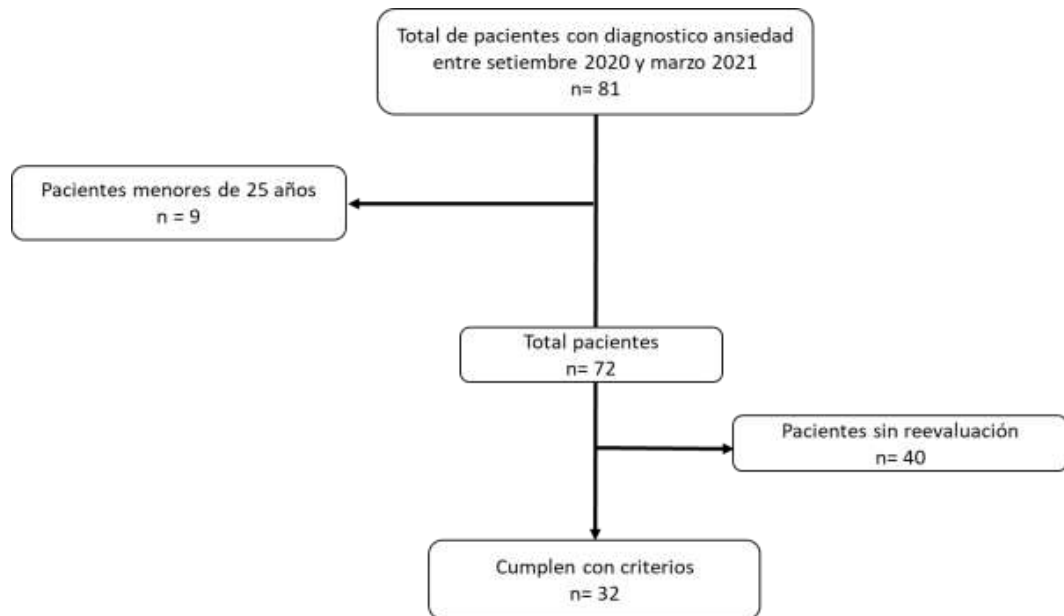 Total de pacientes con diagnostico ansiedad
entre setiembre 2020 y marzo 2021
n= 81
Pacientes menores de 25 años
n = 9
Total pacientes
n= 72
Pacientes sin reevaluación
n= 40
Cumplen con criterios
n= 32